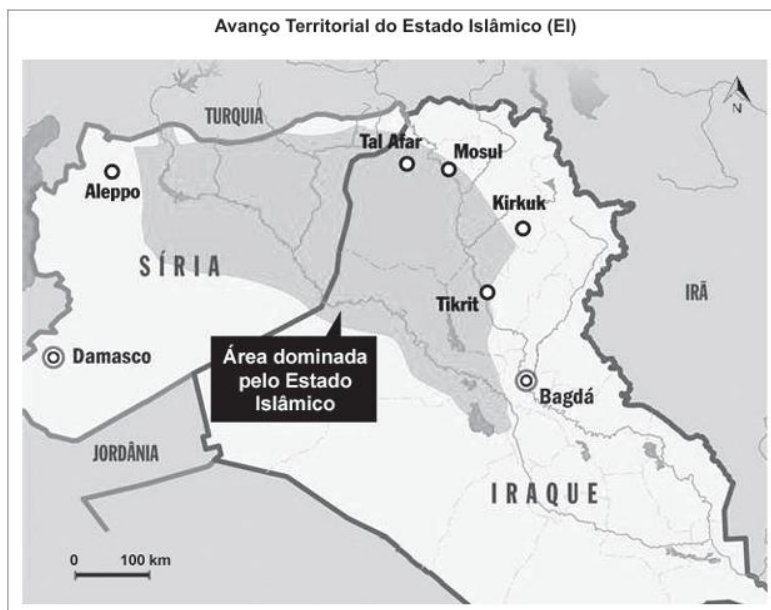 Avanço Territorial do Estado Islâmico (EI)
N
TURQUIA
Tal Afar
Mosul
Aleppo
Kirkuk
SÍRIA
IRÃ
Tikrit
Damasco
Área dominada
pelo Estado
Islâmico
Bagdá
JORDÂNIA
IRAQUE
0 100 km